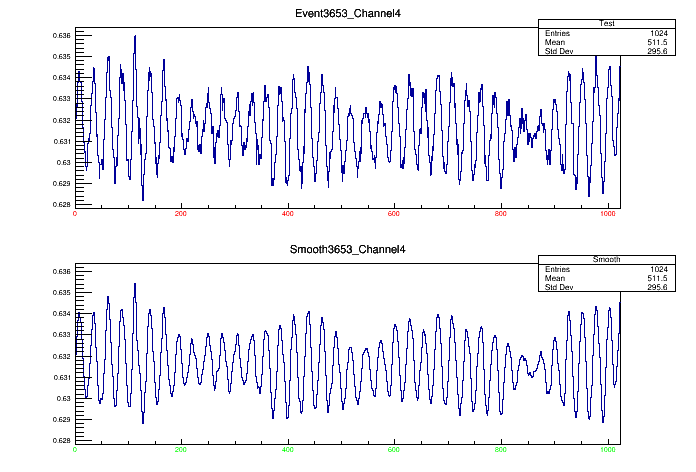 Event3653_Channel4
Test
Entries 1024
Mean 511.5
Std Dev 295.6
0.636
0.635
0.634
0.633
0.632
0.631
0.63
0.629
0.628
0 200 400 600 800 1000
Smooth3653_Channel4
Smooth
Entries 1024
Mean 511.5
Std Dev 295.6
0.636
0.635
0.634
0.633
0.632
0.631
0.63
0.629
0.628
0 200 400 600 800 1000